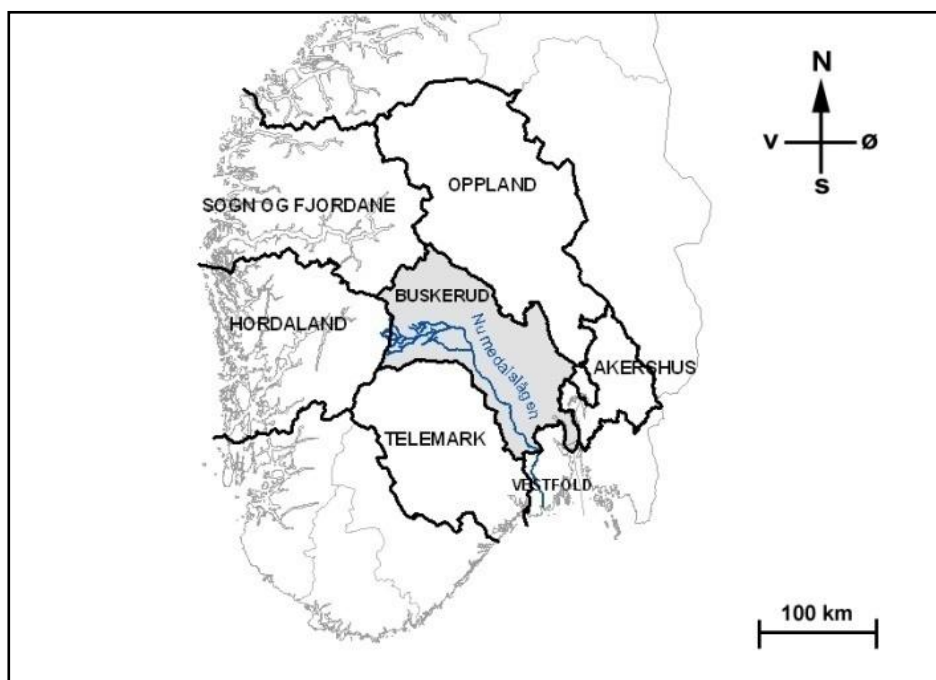 N
V Ø
S
OPPLAND
SOGN OG FJORDANE
BUSKERUD
HORDALAND
Numedalslågen
AKERSHUS
TELEMARK
VESTFOLD
100 km